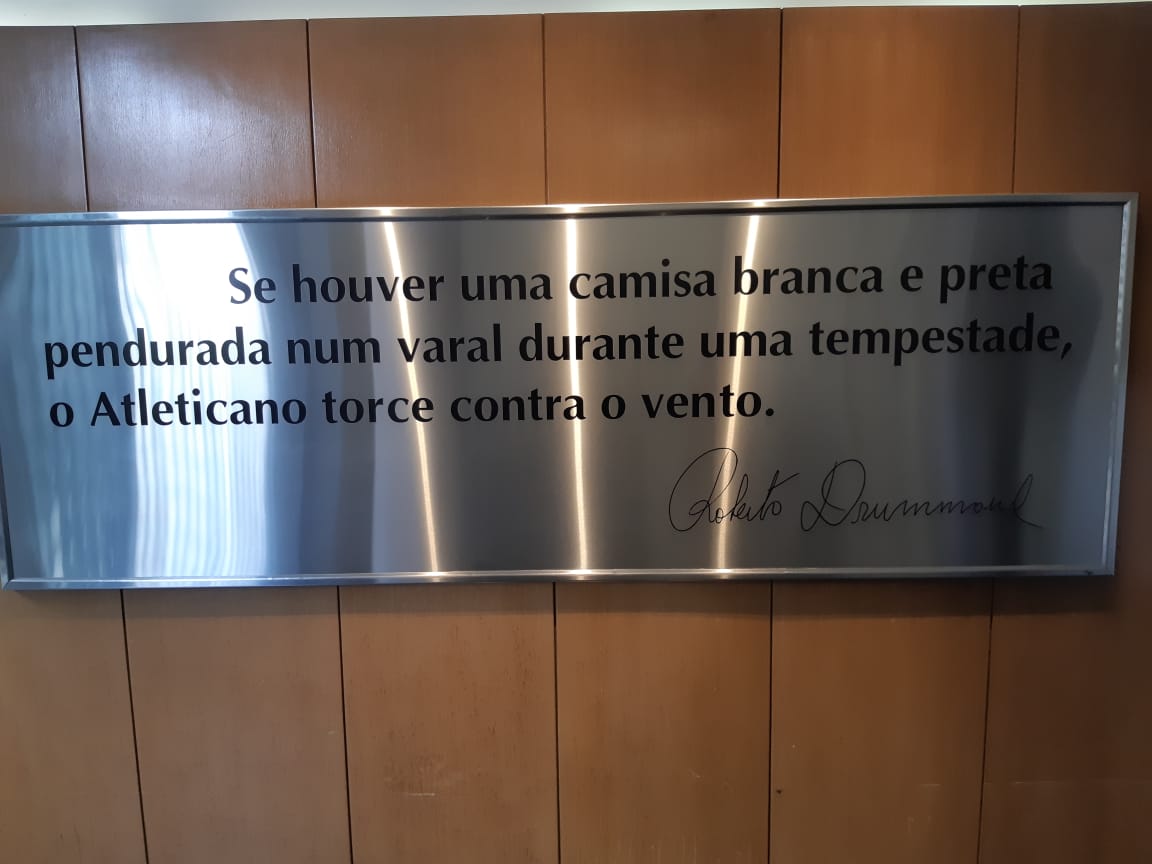 Se houver uma camisa branca e preta
pendurada num varal durante uma tempestade,
o Atleticano torce contra o vento.
Roberto Drummond